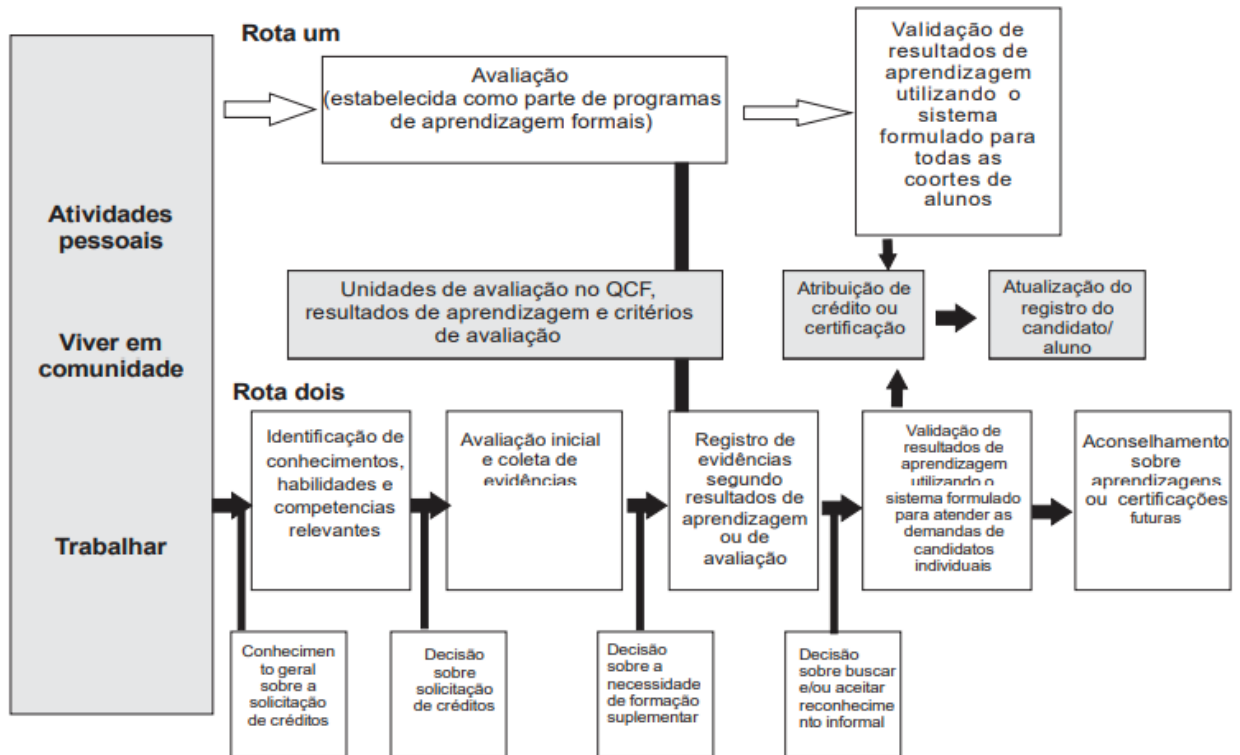 Rota um
Atividades
pessoais
Viver em
comunidade
Trabalhar
Avaliação
(estabelecida como parte de programas
de aprendizagem formais)
Validação de
resultados de
aprendizagem
utilizando o
sistema
formulado para
todas as
coortes de
alunos
Unidades de avaliação no QCF,
resultados de aprendizagem e critérios
de avaliação
Atribuição de
crédito ou
certificação
Atualização do
registro do
candidato/
aluno
Rota dois
Identificação de
conhecimentos,
habilidades e
competencias
relevantes
Avaliação inicial
e coleta de
evidências
Registro de
evidências
segundo
resultados de
aprendizagem
ou de
avaliação
Validação de
resultados de
aprendizagem
utilizando o
sistema formulado
para atender as
demandas de
candidatos
individuais
Aconselhamento
sobre
aprendizagens
ou certificações
futuras
Conhecimen
to geral
sobre a
solicitação
de créditos
Decisão
sobre
solicitação
de créditos
Decisão
sobre a
necessidade
de formação
suplementar
Decisão
sobre buscar
e/ou aceitar
reconhecime
nto informal